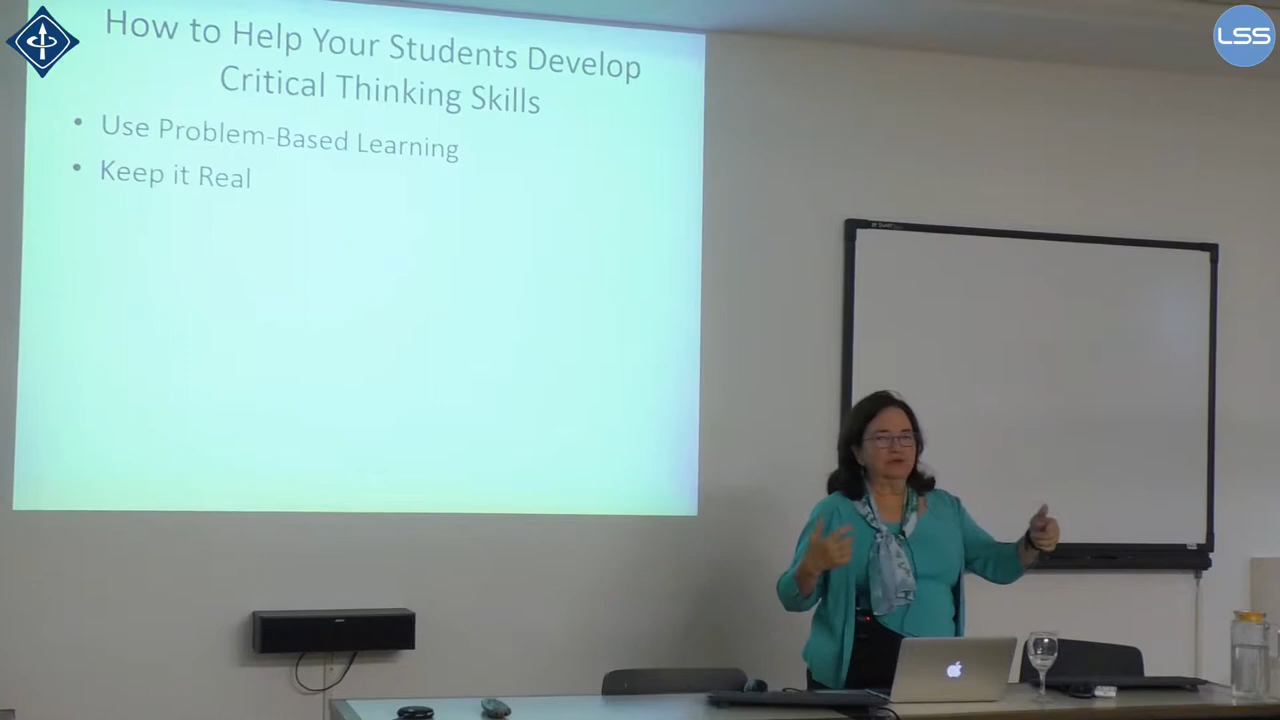 How to Help Your Students Develop
Critical Thinking Skills
• Use Problem-Based Learning
• Keep it Real
LSS